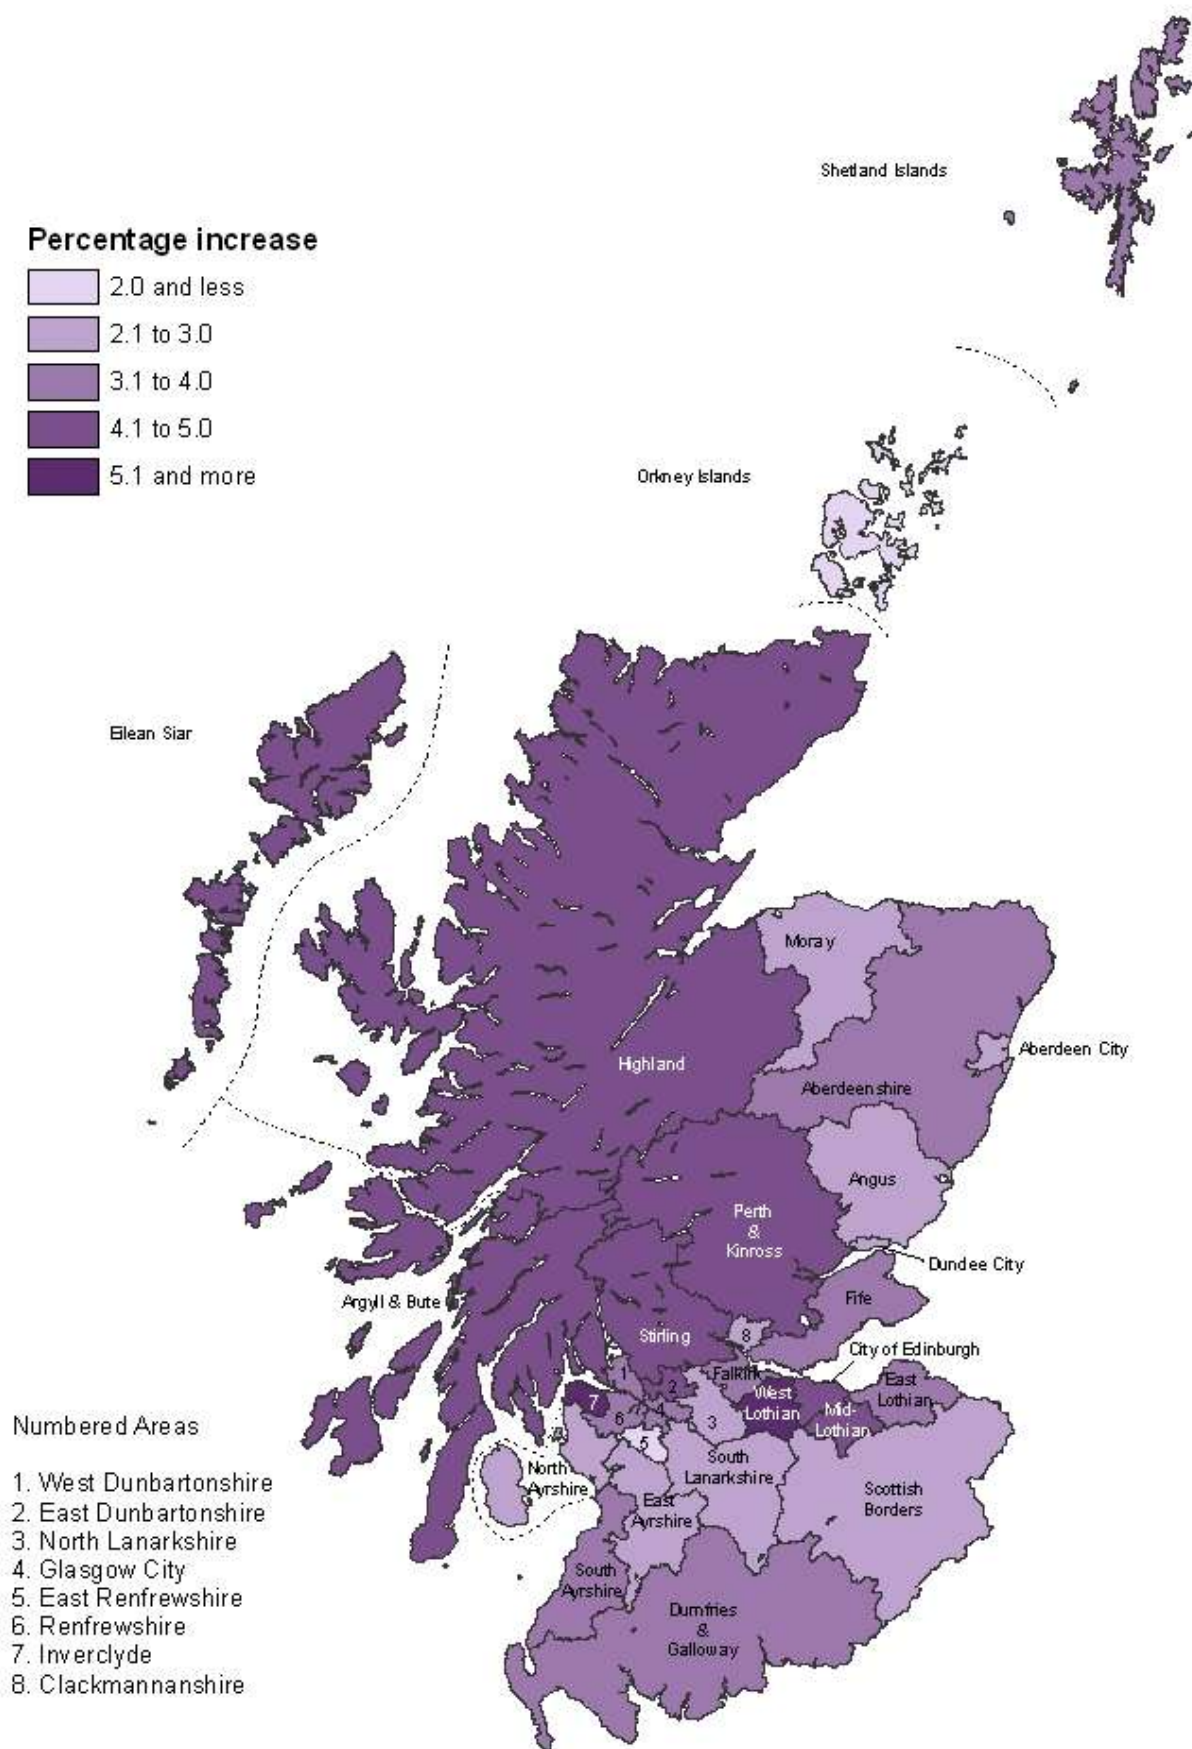 Shetland Islands
Percentage increase
2.0 and less
2.1 to 3.0
3.1 to 4.0
4.1 to 5.0
5.1 and more
Orkney Islands
Eilean Siar
Moray
Highland
Aberdeen City
Aberdeenshire
Angus
Perth
&
Kinross
Dundee City
Argyll & Bute
Fife
Stirling
8
City of Edinburgh
1
2
Falkirk
East
Lothian
West
Lothian
7
6
4
3
Mid-
Lothian
5
North
Ayrshire
South
Lanarkshire
Scottish
Borders
East
Ayrshire
South
Ayrshire
Dumfries
&
Galloway
Numbered Areas
1. West Dunbartonshire
2. East Dunbartonshire
3. North Lanarkshire
4. Glasgow City
5. East Renfrewshire
6. Renfrewshire
7. Inverclyde
8. Clackmannanshire